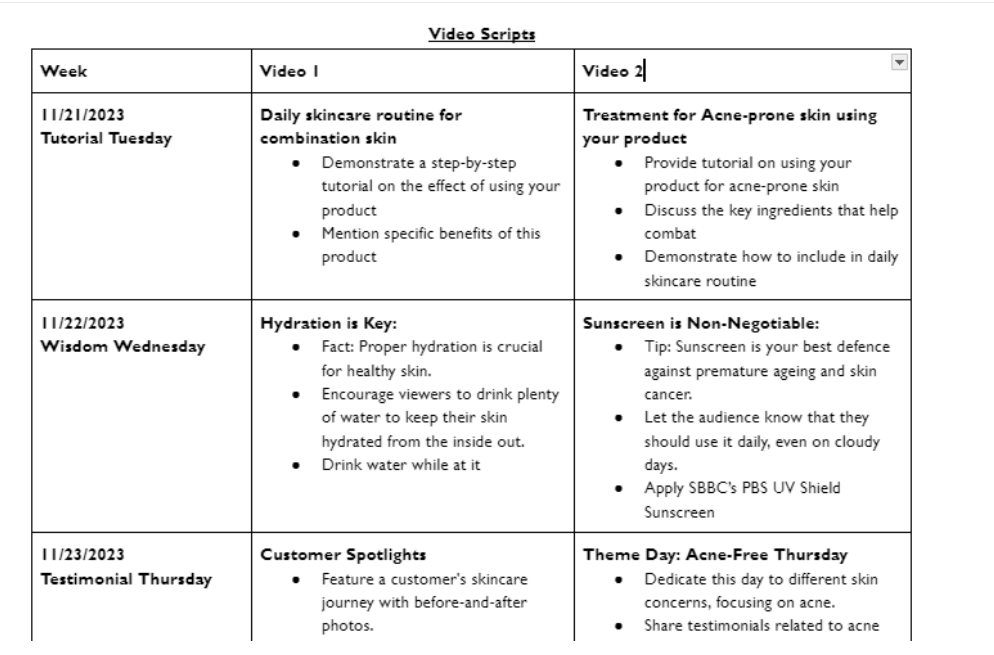 Video Scripts
Week
Video 1
Video 2
11/21/2023
Tutorial Tuesday
Daily skincare routine for
combination skin
• Demonstrate a step-by-step
tutorial on the effect of using your
product
• Mention specific benefits of this
product
Treatment for Acne-prone skin using
your product
• Provide tutorial on using your
product for acne-prone skin
• Discuss the key ingredients that help
combat
• Demonstrate how to include in daily
skincare routine
11/22/2023
Wisdom Wednesday
Hydration is Key:
• Fact: Proper hydration is crucial
for healthy skin.
• Encourage viewers to drink plenty
of water to keep their skin
hydrated from the inside out.
• Drink water while at it
Sunscreen is Non-Negotiable:
• Tip: Sunscreen is your best defence
against premature ageing and skin
cancer.
• Let the audience know that they
should use it daily, even on cloudy
days.
• Apply SBBC's PBS UV Shield
Sunscreen
11/23/2023
Testimonial Thursday
Customer Spotlights
• Feature a customer's skincare
journey with before-and-after
photos.
Theme Day: Acne-Free Thursday
• Dedicate this day to different skin
concerns, focusing on acne.
• Share testimonials related to acne